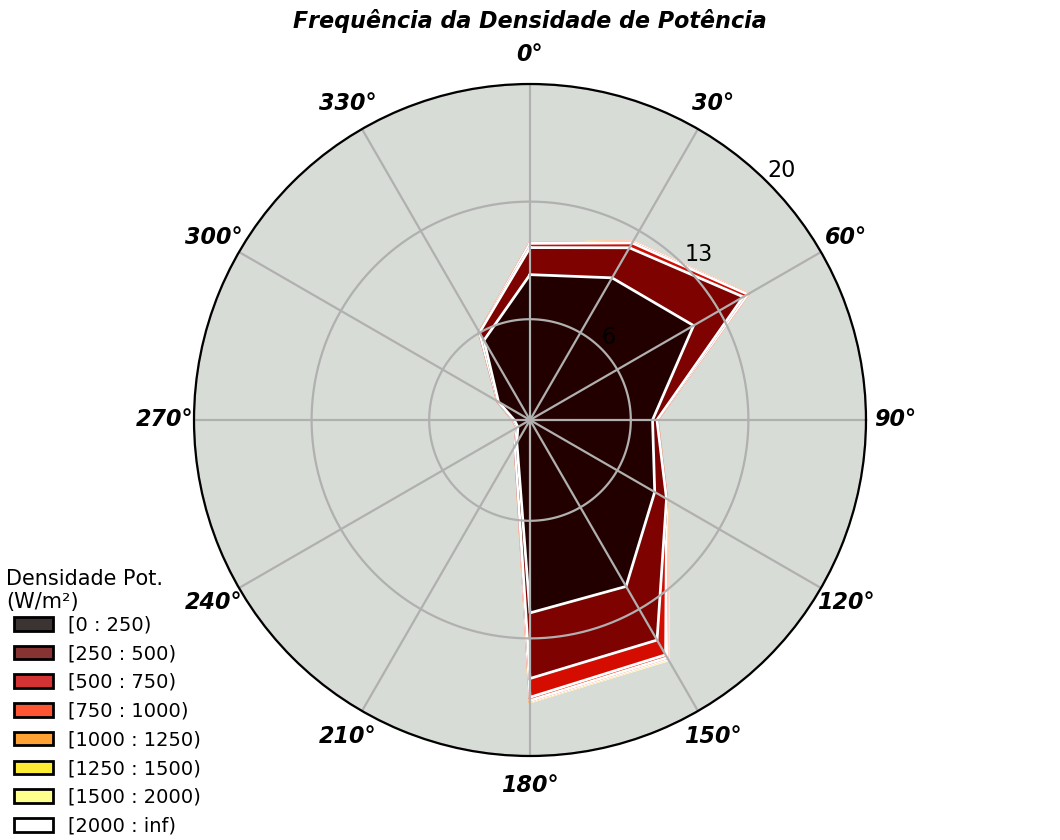 Frequência da Densidade de Potência
0°
330°
30°
20
300°
60°
13
6
270°
90°
240°
120°
210°
150°
180°
Densidade Pot.
(W/m²)
[0 : 250)
[250 : 500)
[500 : 750)
[750 : 1000)
[1000 : 1250)
[1250 : 1500)
[1500 : 2000)
[2000 : inf)